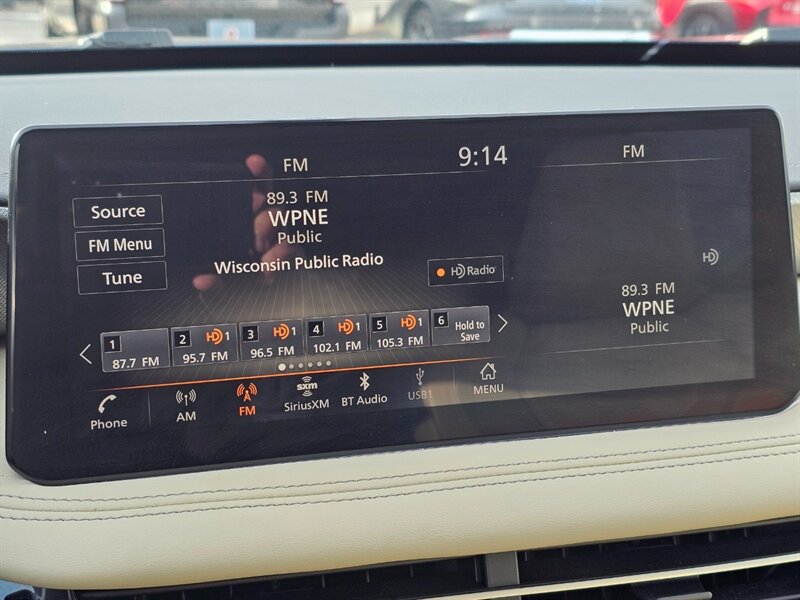 FM
9:14
FM
Source
FM Menu
Tune
89.3 FM
WPNE
Public
Wisconsin Public Radio
HD Radio
HD
89.3 FM
WPNE
Public
1
87.7 FM
2 HD 1
95.7 FM
3 HD 1
96.5 FM
4 HD 1
102.1 FM
5 HD 1
105.3 FM
6
Hold to
Save
Phone
AM
FM
sxm
SiriusXM
BT Audio
USB1
MENU